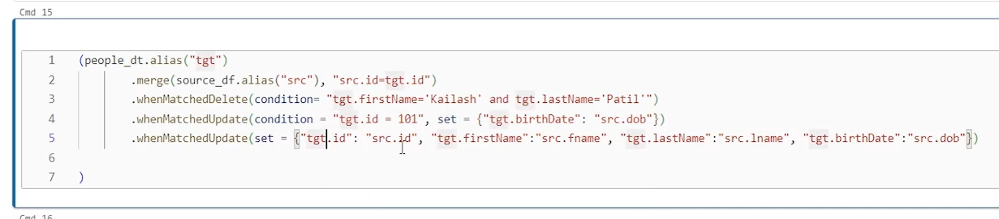 Cmd 15
1 (people_dt.alias("tgt")
2 .merge(source_df.alias("src"), "src.id=tgt.id")
3 .whenMatchedDelete(condition= "tgt.firstName='Kailash' and tgt.lastName='Patil'")
4 .whenMatchedUpdate(condition = "tgt.id = 101", set = {"tgt.birthDate": "src.dob"})
5 .whenMatchedUpdate(set = {"tgt.id": "src.id", "tgt.firstName":"src.fname", "tgt.lastName":"src.lname", "tgt.birthDate":"src.dob"})
6
7 )
Cmd 16